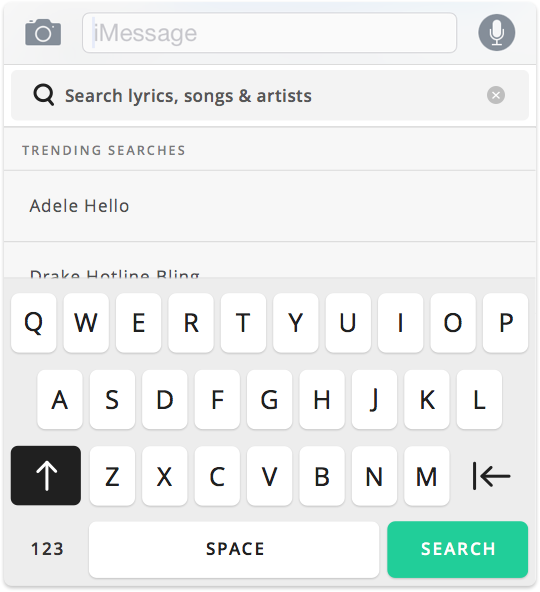 iMessage
Search lyrics, songs & artists
TRENDING SEARCHES
Adele Hello
Drake Hotline Bling
Q W E R T Y U I O P
A S D F G H J K L
Z X C V B N M
123 SPACE SEARCH